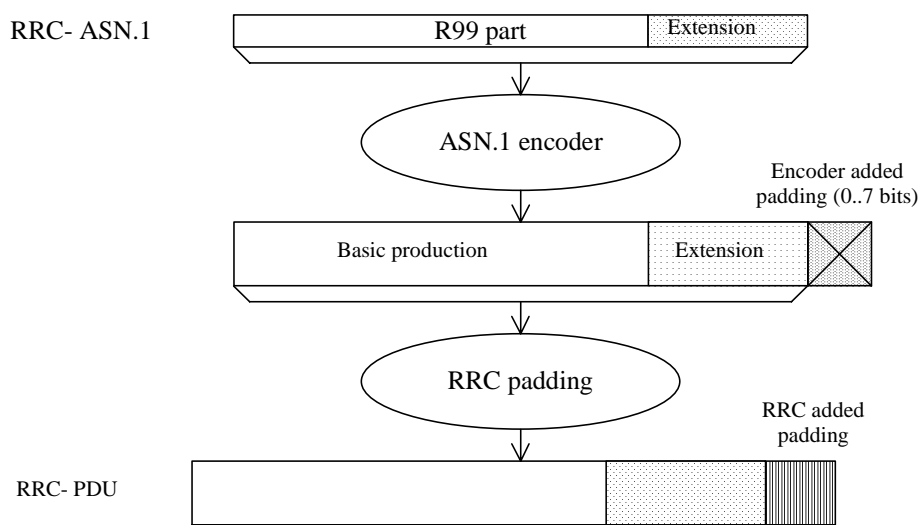 RRC- ASN.1
R99 part
Extension
ASN.1 encoder
Encoder added
padding (0..7 bits)
Basic production
Extension
RRC padding
RRC added
padding
RRC- PDU